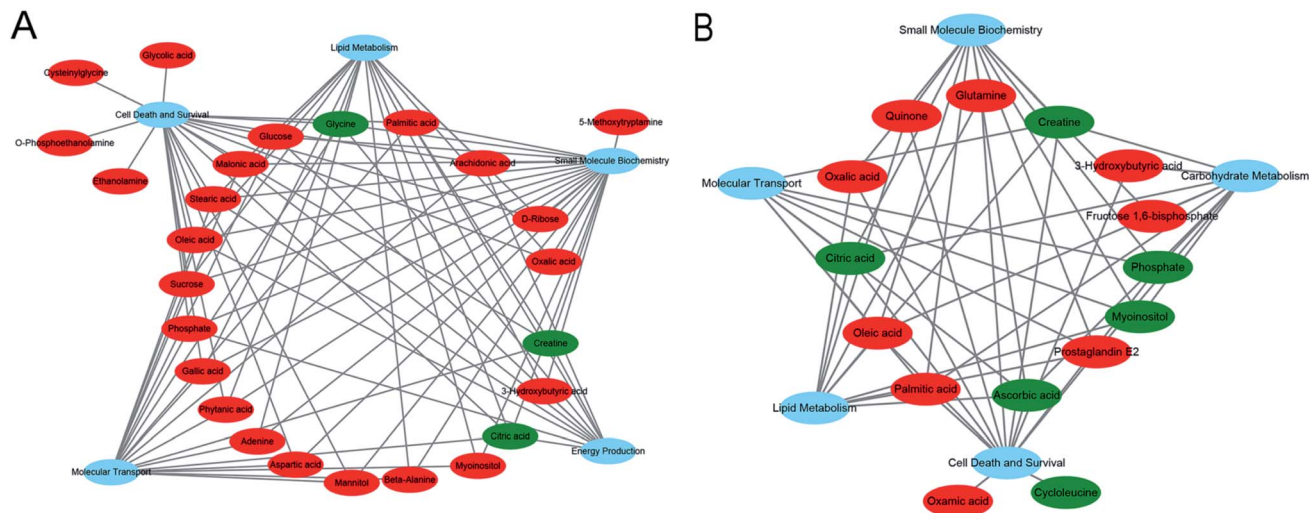 A
Glycolic acid
Lipid Metabolism
Cysteinylglycine
Cell Death and Survival
Glycine
Palmitic acid
5-Methoxytryptamine
Glucose
O-Phosphoethanolamine
Malonic acid
Arachidonic acid
Small Molecule Biochemistry
Ethanolamine
Stearic acid
D-Ribose
Oleic acid
Oxalic acid
Sucrose
Phosphate
Creatine
Gallic acid
3-Hydroxybutyric acid
Phytanic acid
Adenine
Citric acid
Energy Production
Molecular Transport
Aspartic acid
Myoinositol
Mannitol
Beta-Alanine
B
Small Molecule Biochemistry
Glutamine
Quinone
Creatine
3-Hydroxybutyric acid
Molecular Transport
Oxalic acid
Carbohydrate Metabolism
Fructose 1,6-bisphosphate
Citric acid
Phosphate
Myoinositol
Oleic acid
Prostaglandin E2
Palmitic acid
Ascorbic acid
Lipid Metabolism
Cell Death and Survival
Oxamic acid
Cycloleucine